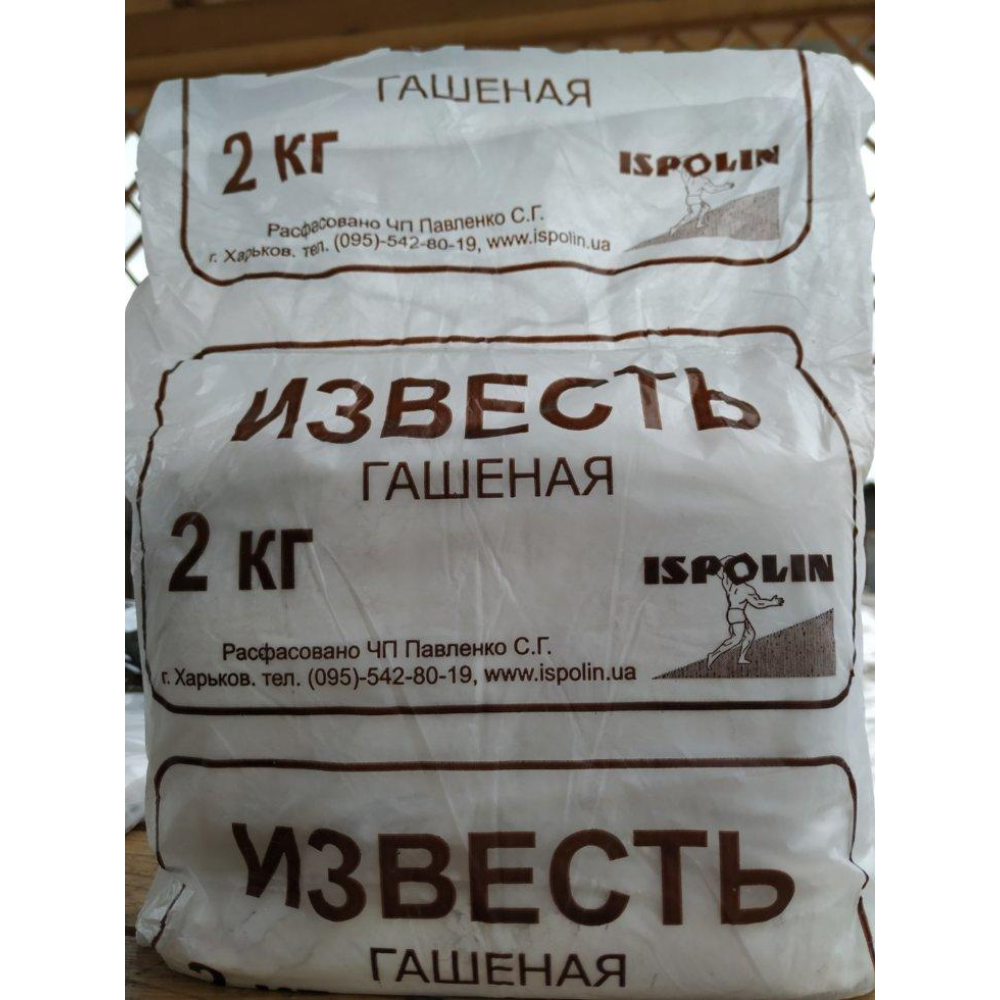 ГАШЕНАЯ
2 КГ
ISPOLIN
Расфасовано ЧП Павленко С.Г.
г. Харьков. тел. (095)-542-80-19, www.ispolin.ua
ИЗВЕСТЬ
ГАШЕНАЯ
2 КГ
ISPOLIN
Расфасовано ЧП Павленко С.Г.
г. Харьков. тел. (095)-542-80-19, www.ispolin.ua
ИЗВЕСТЬ
ГАШЕНАЯ